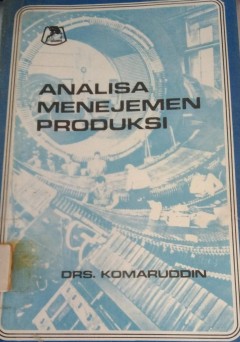 ANALISA
MENEJEMEN
PRODUKSI
DRS. KOMARUDDIN